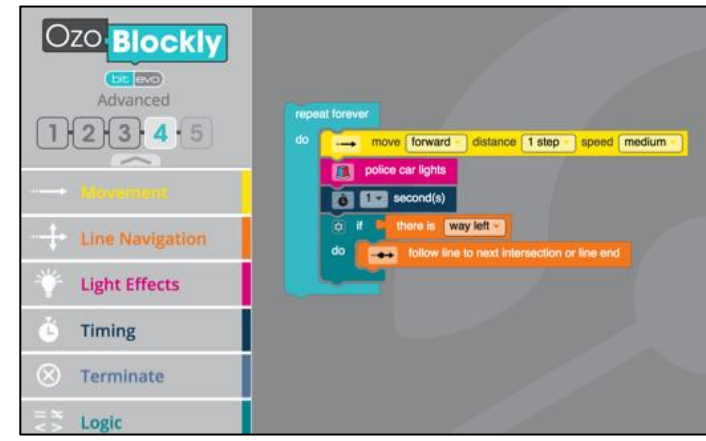 Ozo Blockly
bit evo
Advanced
1 2 3 4 5
Movement
Line Navigation
Light Effects
Timing
Terminate
Logic
repeat forever
do move forward distance 1 step speed medium
police car lights
1 second(s)
if there is way left
do follow line to next intersection or line end